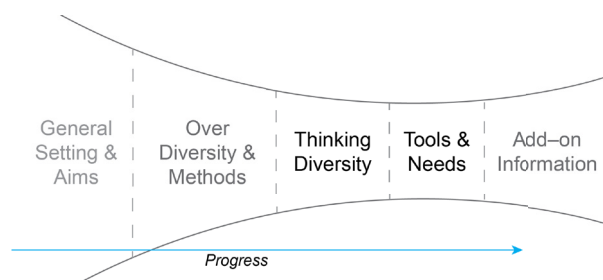 General
Setting &
Aims
Over
Diversity &
Methods
Thinking
Diversity
Tools &
Needs
Add–on
Information
Progress